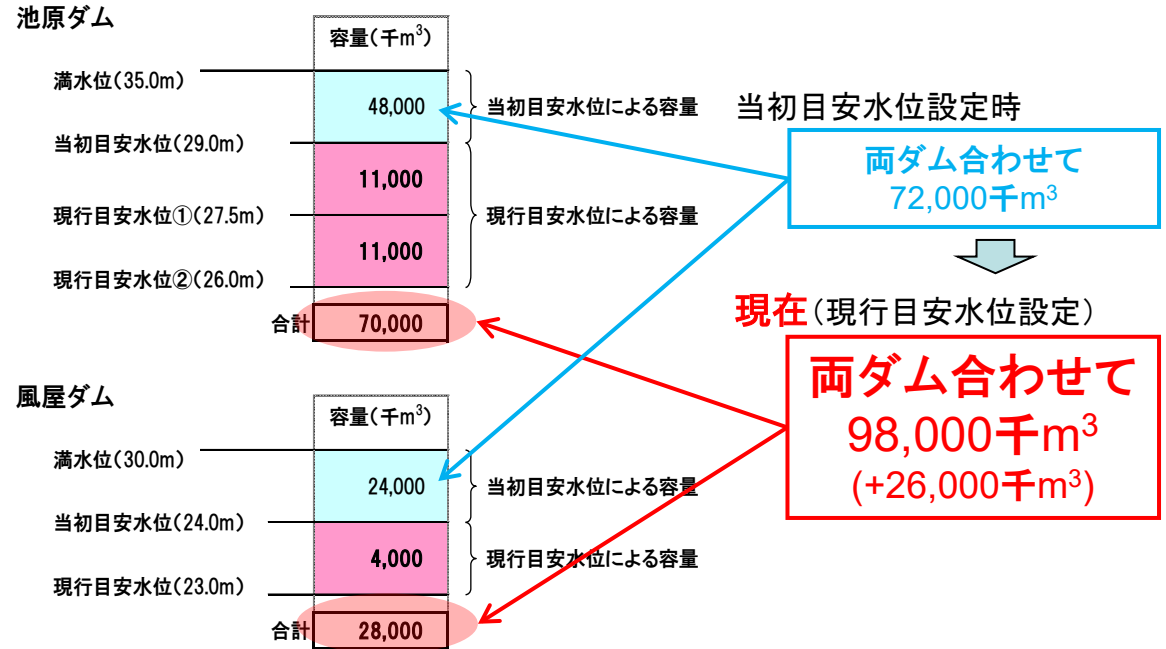 池原ダム
容量(千m³)
満水位(35.0m)
48,000
当初目安水位による容量
当初目安水位(29.0m)
11,000
現行目安水位①(27.5m)
現行目安水位による容量
11,000
現行目安水位②(26.0m)
合計 70,000
風屋ダム
容量(千m³)
満水位(30.0m)
24,000
当初目安水位による容量
当初目安水位(24.0m)
4,000
現行目安水位による容量
現行目安水位(23.0m)
合計 28,000
当初目安水位設定時
両ダム合わせて
72,000千m³
現在(現行目安水位設定)
両ダム合わせて
98,000千m³
(+26,000千m³)